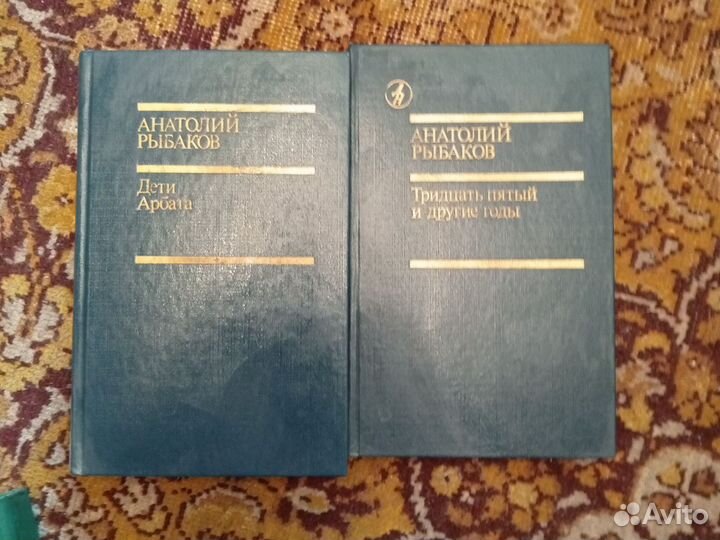 АНАТОЛИЙ
РЫБАКОВ
Дети
Арбата
АНАТОЛИЙ
РЫБАКОВ
Тридцать пятый
и другие годы
Avito